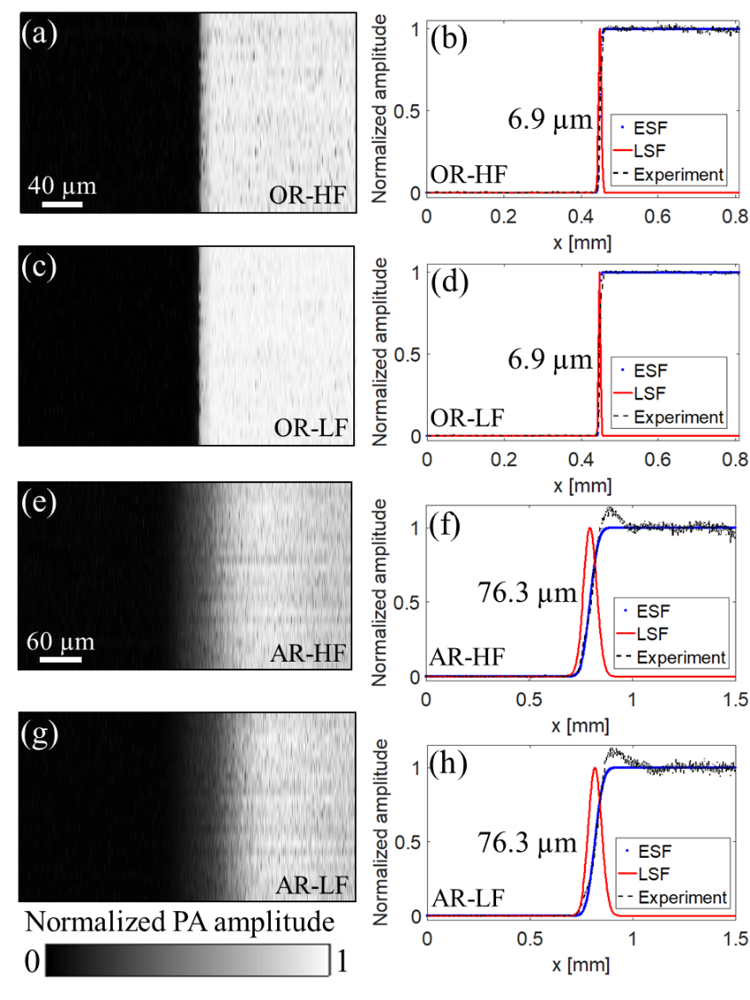 (a)
40 µm
OR-HF
(b)
Normalized amplitude
1
0.5
0
6.9 µm
OR-HF
ESF
LSF
Experiment
0 0.2 0.4 0.6 0.8
x [mm]
(c)
OR-LF
(d)
Normalized amplitude
1
0.5
0
6.9 µm
OR-LF
ESF
LSF
Experiment
0 0.2 0.4 0.6 0.8
x [mm]
(e)
60 µm
AR-HF
(f)
Normalized amplitude
1
0.5
0
76.3 µm
AR-HF
ESF
LSF
Experiment
0 0.5 1 1.5
x [mm]
(g)
AR-LF
(h)
Normalized amplitude
1
0.5
0
76.3 µm
AR-LF
ESF
LSF
Experiment
0 0.5 1 1.5
x [mm]
Normalized PA amplitude
0 1